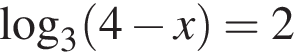 log₃(4 − x) = 2